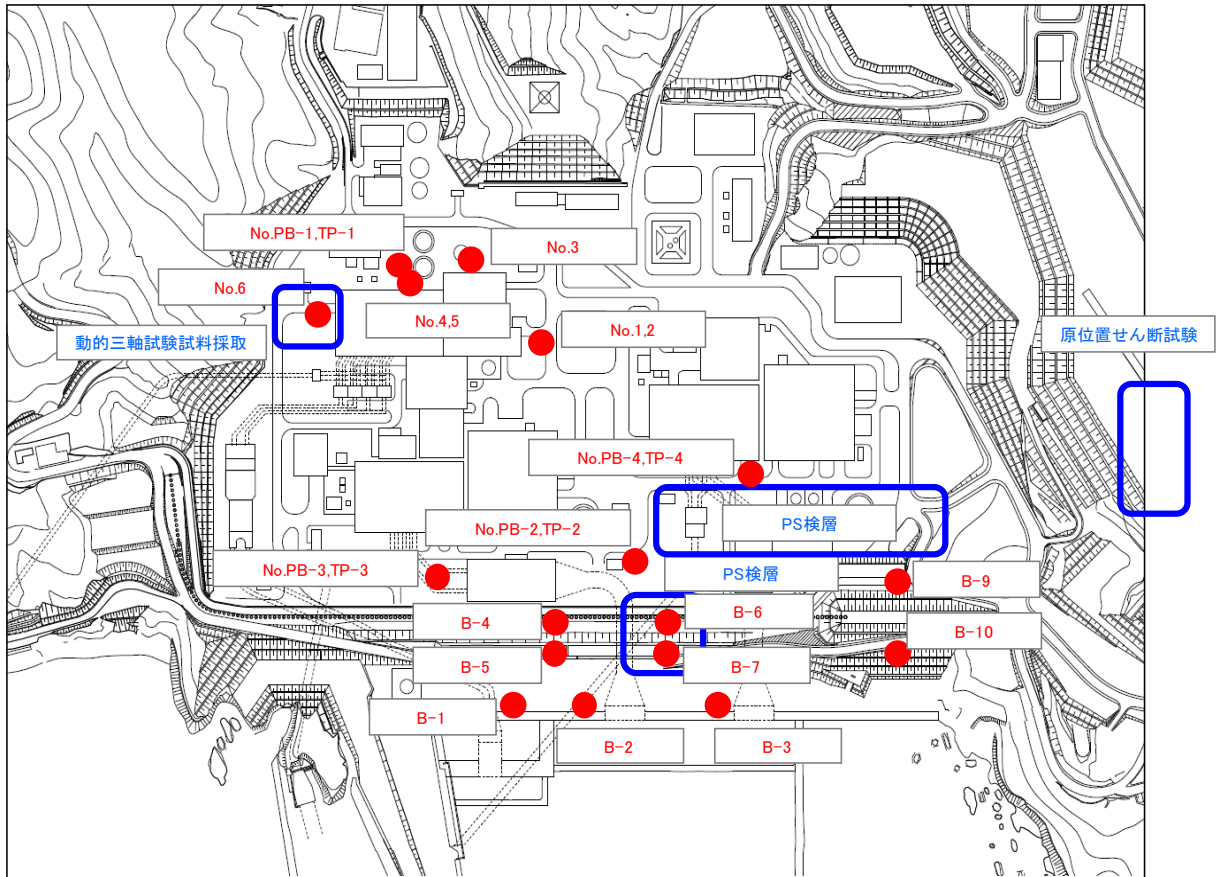 No.PB-1,TP-1
No.3
No.6
No.4,5
No.1,2
動的三軸試験試料採取
原位置せん断試験
No.PB-4,TP-4
No.PB-2,TP-2
PS検層
No.PB-3,TP-3
PS検層
B-9
B-4
B-6
B-10
B-5
B-7
B-1
B-2
B-3